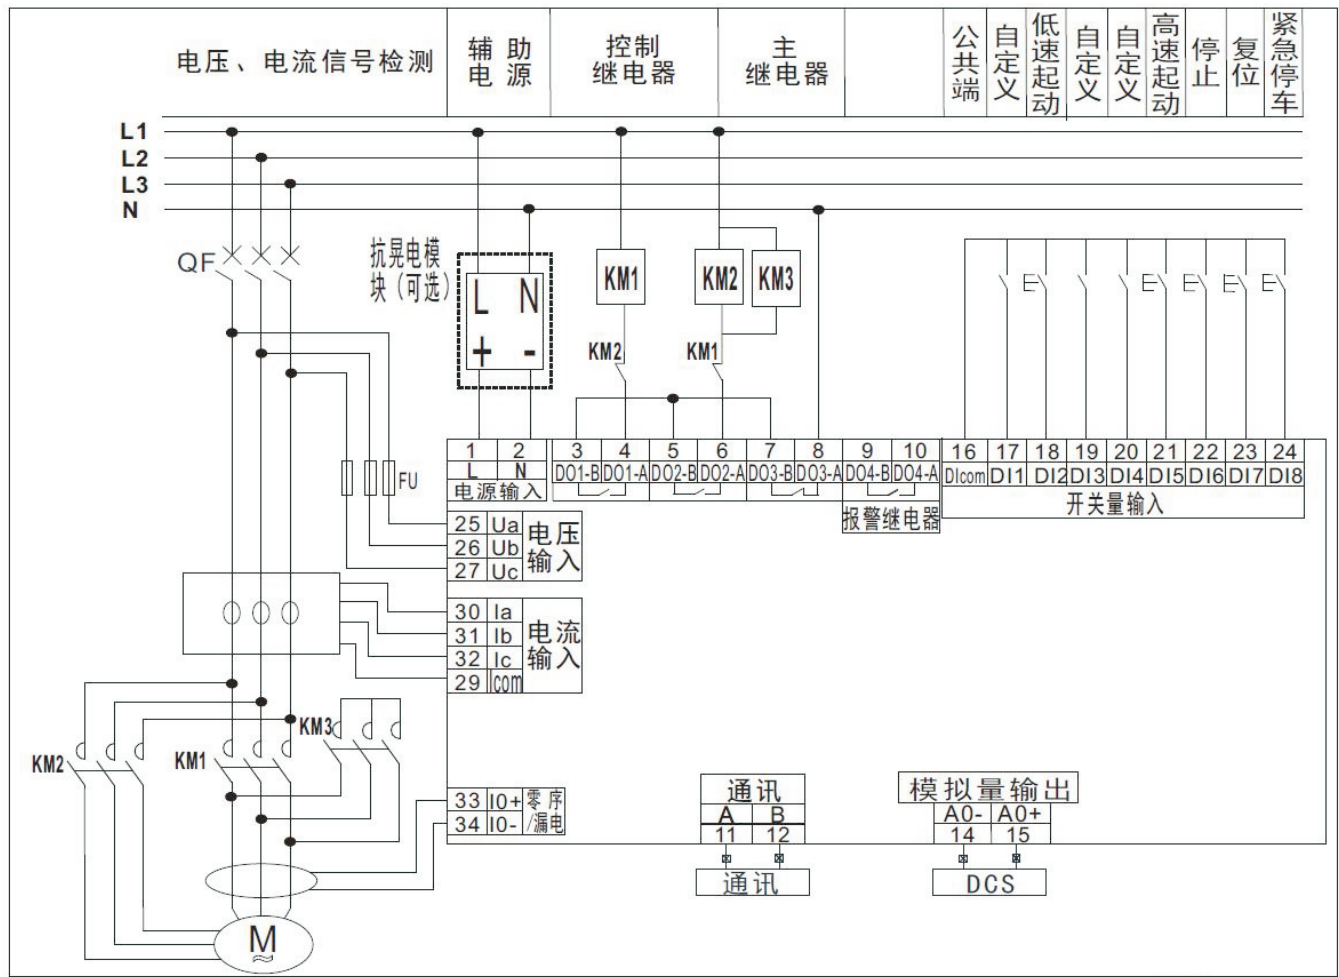 电压、电流信号检测
辅助
电源
控制
继电器
主
继电器
公共端
自定义
低速起动
自定义
自定义
高速起动
停止
复位
紧急停车
L1
L2
L3
N
QF
抗晃电模
块（可选）
L N
+ -
KM1
KM2
KM3
KM2
KM1
FU
1 2 3 4 5 6 7 8 9 10 16 17 18 19 20 21 22 23 24
L N DO1-B DO1-A DO2-B DO2-A DO3-B DO3-A DO4-B DO4-A DIcom DI1 DI2 DI3 DI4 DI5 DI6 DI7 DI8
电源输入
报警继电器
开关量输入
25 Ua
26 Ub
27 Uc
电压
输入
30 Ia
31 Ib
32 Ic
29 Icom
电流
输入
KM3
KM2
KM1
33 I0+ 零序
34 I0- /漏电
通讯
A B
11 12
通讯
模拟量输出
A0- A0+
14 15
DCS
M
≈